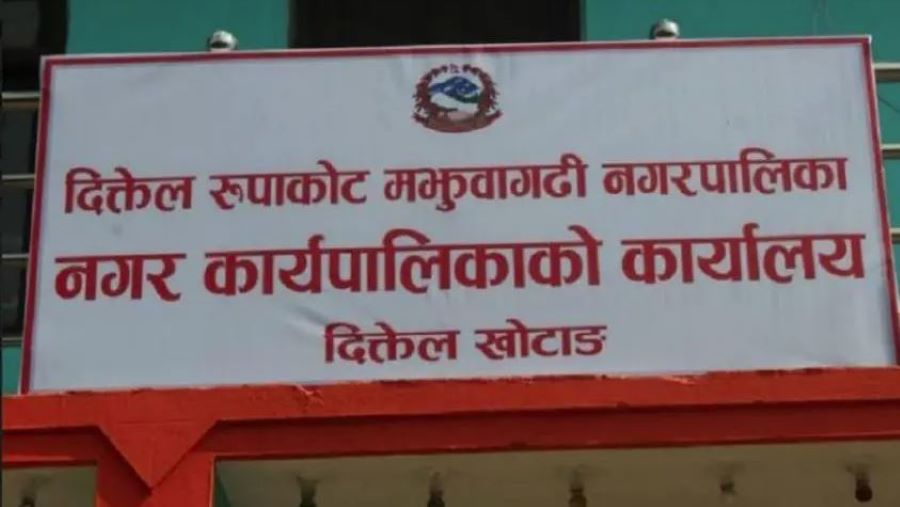 दिक्तेल रुपाकोट मझुवागढी नगरपालिका
नगर कार्यपालिकाको कार्यालय
दिक्तेल खोटाङ